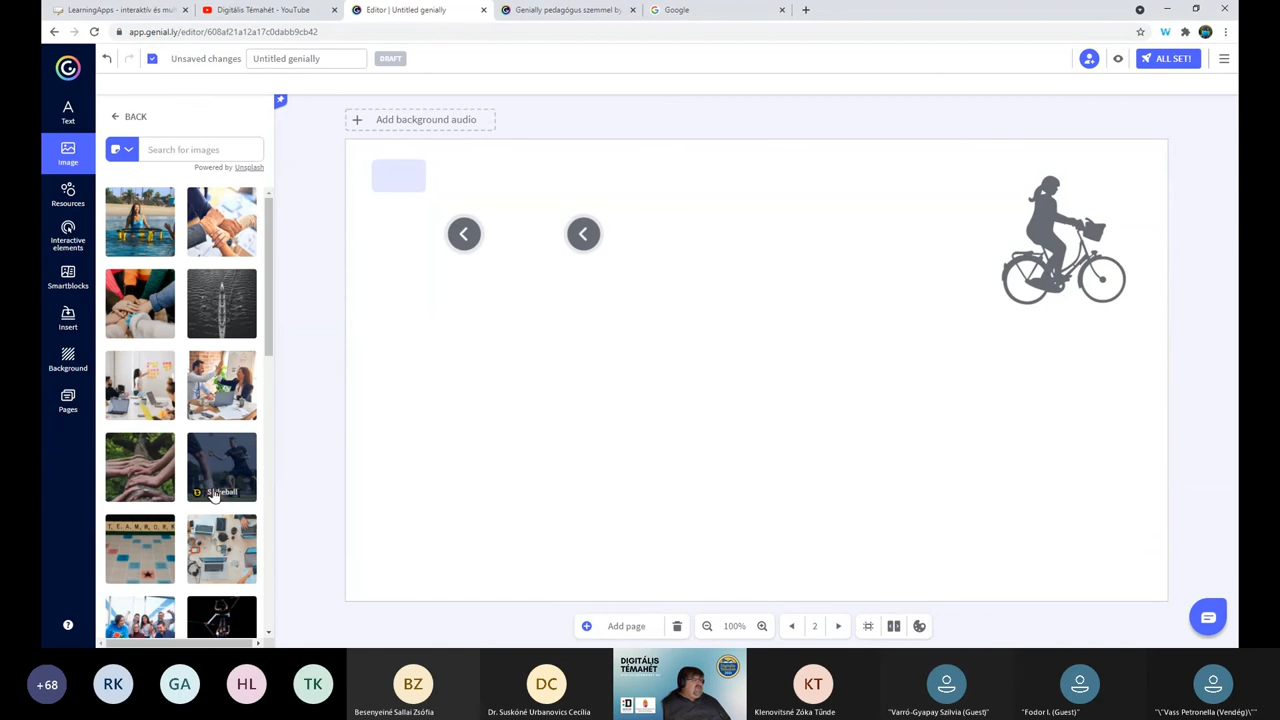 LearningApps - interaktív és mul
Digitális Témahét - YouTube
Editor | Untitled genially
Genially pedagógus szemmel by
Google
app.genial.ly/editor/608af21a12a17c0dabb9cb42
Unsaved changes
Untitled genially
DRAFT
ALL SET!
Text
Image
Resources
Interactive
elements
Smartblocks
Insert
Background
Pages
BACK
Search for images
Powered by Unsplash
TEAMWORK
Add background audio
Add page
100%
2
+68
RK
GA
HL
TK
BZ
Besenyeiné Sallai Zsófia
DC
Dr. Suskóné Urbanovics Cecília
DIGITÁLIS
TÉMAHÉT
KT
Klenovitsné Zóka Tünde
"Varró-Gyapay Szilvia (Guest)"
"Fodor I. (Guest)"
"\"Vass Petronella (Vendég)\""